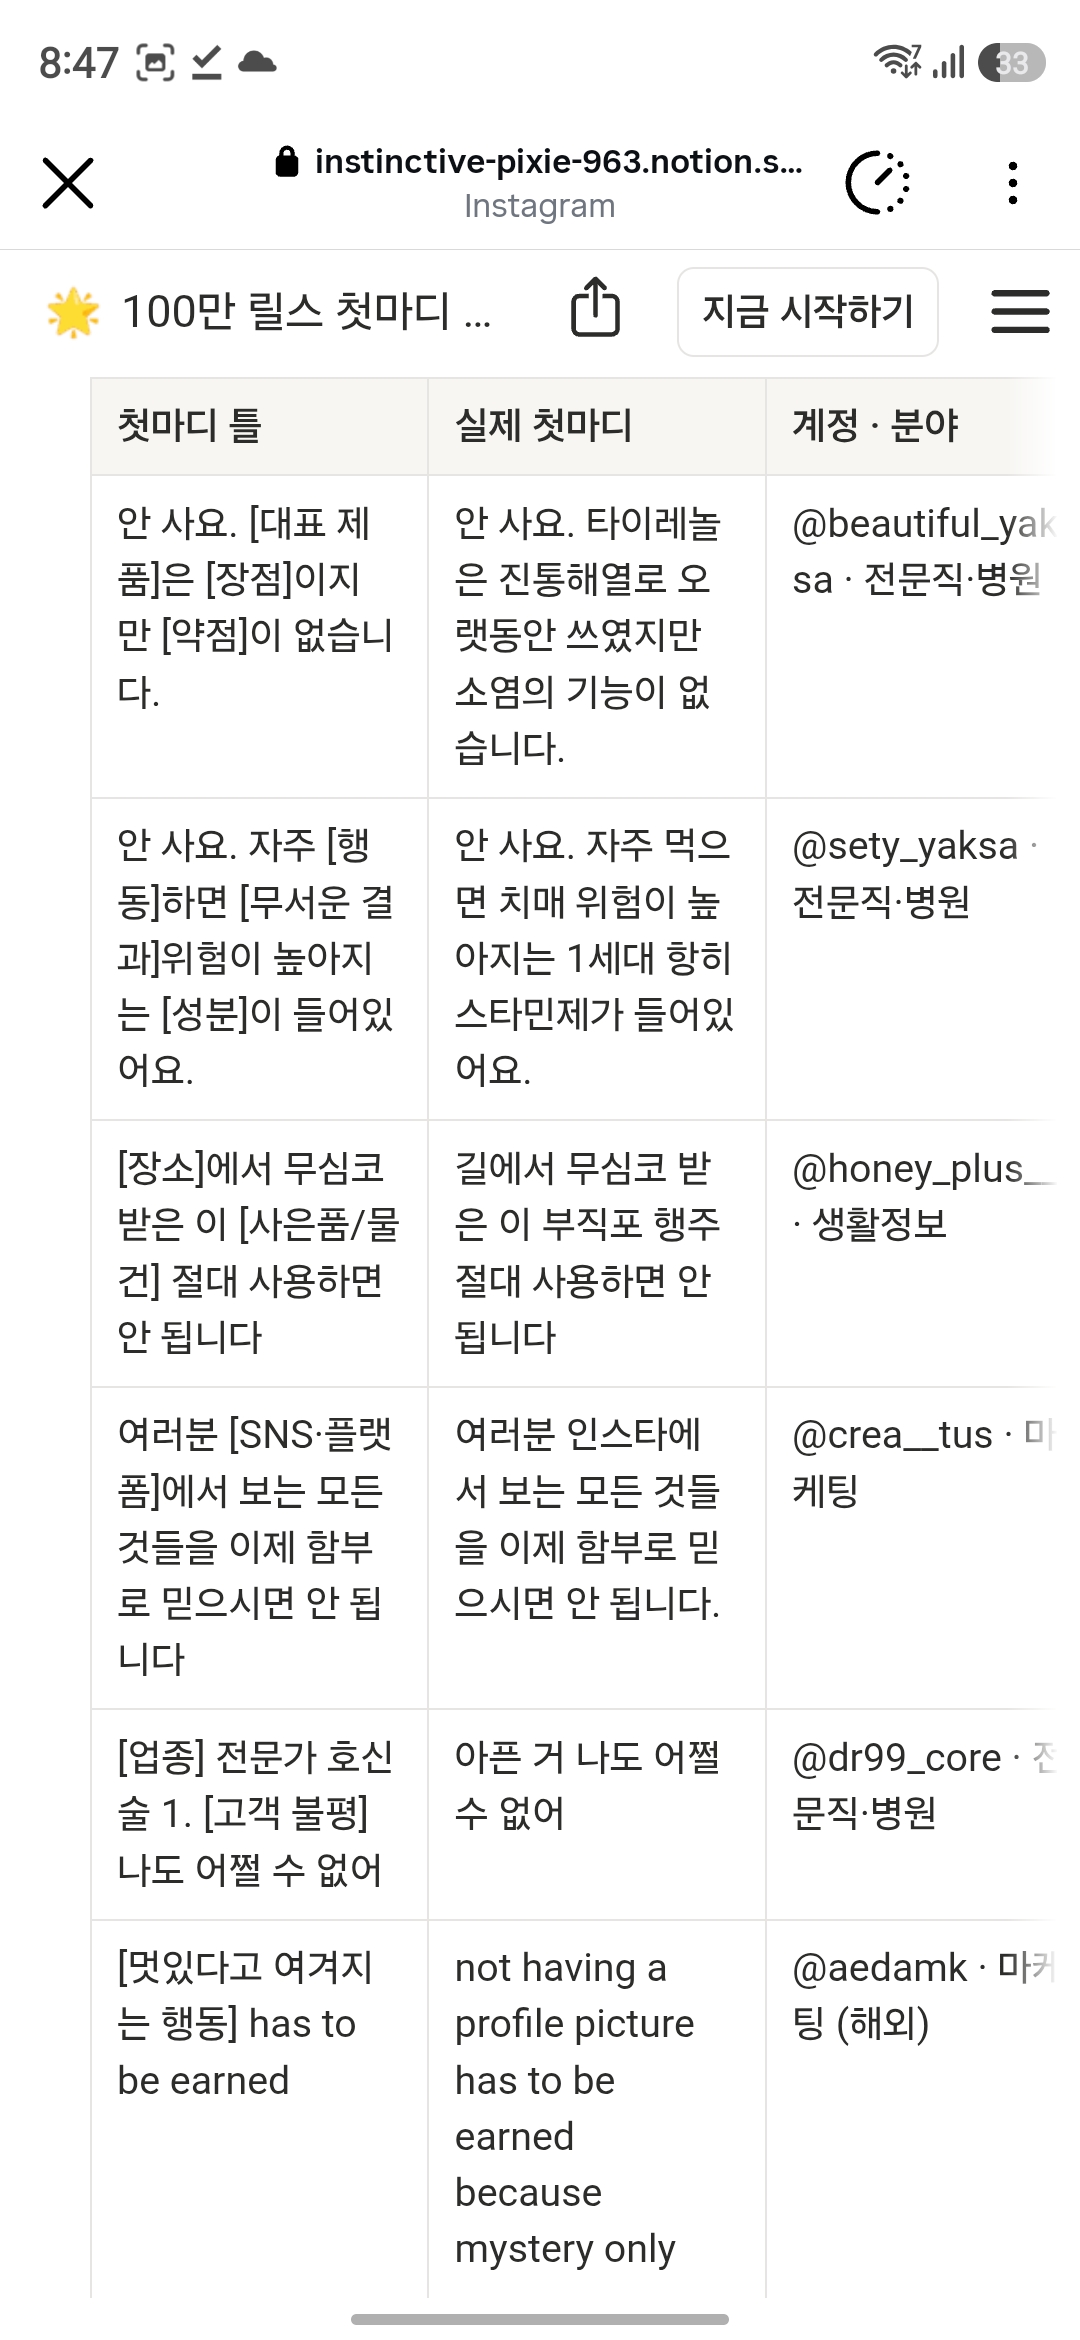 8:47
33
instinctive-pixie-963.notion.s...
Instagram
100만 릴스 첫마디 ...
지금 시작하기
첫마디 틀
실제 첫마디
계정 · 분야
안 사요. [대표 제
품]은 [장점]이지
만 [약점]이 없습니
다.
안 사요. 타이레놀
은 진통해열로 오
랫동안 쓰였지만
소염의 기능이 없
습니다.
@beautiful_yak
sa · 전문직·병원
안 사요. 자주 [행
동]하면 [무서운 결
과]위험이 높아지
는 [성분]이 들어있
어요.
안 사요. 자주 먹으
면 치매 위험이 높
아지는 1세대 항히
스타민제가 들어있
어요.
@sety_yaksa ·
전문직·병원
[장소]에서 무심코
받은 이 [사은품/물
건] 절대 사용하면
안 됩니다
길에서 무심코 받
은 이 부직포 행주
절대 사용하면 안
됩니다
@honey_plus__
· 생활정보
여러분 [SNS·플랫
폼]에서 보는 모든
것들을 이제 함부
로 믿으시면 안 됩
니다
여러분 인스타에
서 보는 모든 것들
을 이제 함부로 믿
으시면 안 됩니다.
@crea__tus · 마
케팅
[업종] 전문가 호신
술 1. [고객 불평]
나도 어쩔 수 없어
아픈 거 나도 어쩔
수 없어
@dr99_core · 전
문직·병원
[멋있다고 여겨지
는 행동] has to
be earned
not having a
profile picture
has to be
earned
because
mystery only
@aedamk · 마케
팅 (해외)